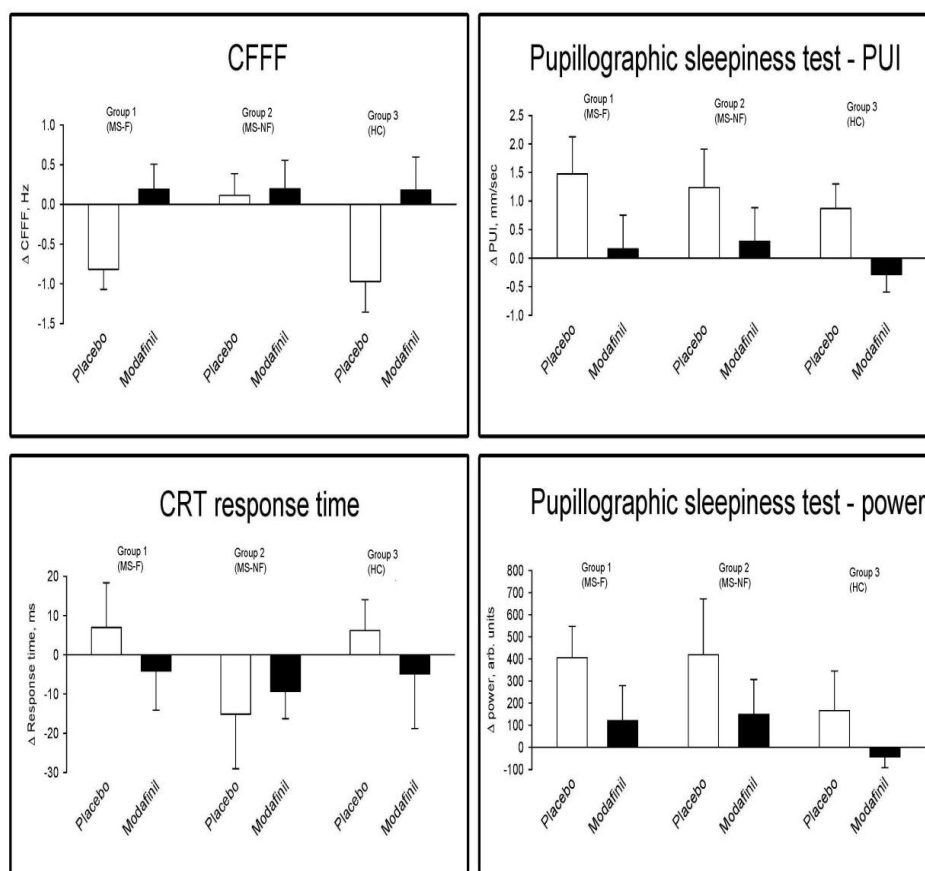 CFFF
Group 1
(MS-F)
Group 2
(MS-NF)
Group 3
(HC)
1.0
0.5
0.0
-0.5
-1.0
-1.5
Δ CFFF, Hz
Placebo
Modafinil
Placebo
Modafinil
Placebo
Modafinil
Pupillographic sleepiness test - PUI
Group 1
(MS-F)
Group 2
(MS-NF)
Group 3
(HC)
2.5
2.0
1.5
1.0
0.5
0.0
-0.5
-1.0
Δ PUI, mm/sec
Placebo
Modafinil
Placebo
Modafinil
Placebo
Modafinil
CRT response time
Group 1
(MS-F)
Group 2
(MS-NF)
Group 3
(HC)
20
10
0
-10
-20
-30
Δ Response time, ms
Placebo
Modafinil
Placebo
Modafinil
Placebo
Modafinil
Pupillographic sleepiness test - power
Group 1
(MS-F)
Group 2
(MS-NF)
Group 3
(HC)
800
700
600
500
400
300
200
100
0
-100
Δ power, arb. units
Placebo
Modafinil
Placebo
Modafinil
Placebo
Modafinil